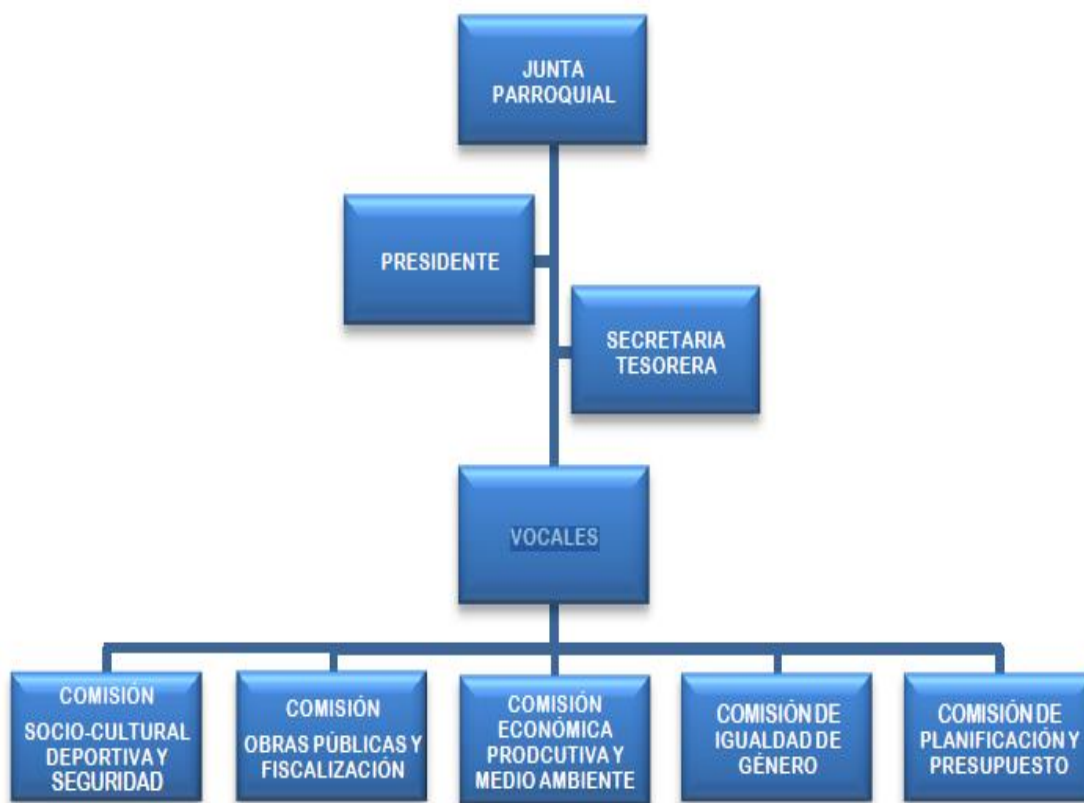 JUNTA
PARROQUIAL
PRESIDENTE
SECRETARIA
TESORERA
VOCALES
COMISIÓN
SOCIO-CULTURAL
DEPORTIVA Y
SEGURIDAD
COMISIÓN
OBRAS PÚBLICAS Y
FISCALIZACIÓN
COMISIÓN
ECONÓMICA
PRODCUTIVA Y
MEDIO AMBIENTE
COMISIÓN DE
IGUALDAD DE
GÉNERO
COMISIÓN DE
PLANIFICACIÓN Y
PRESUPUESTO